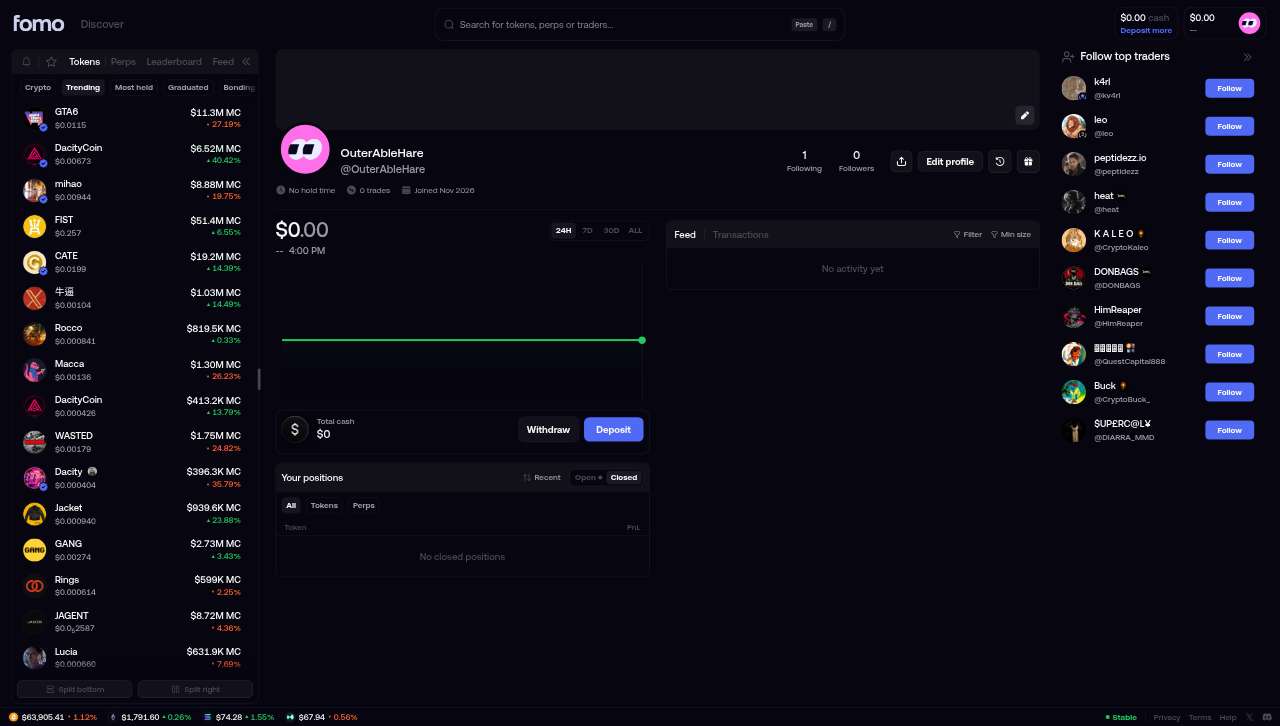 fomo
Discover
Search for tokens, perps or traders...
Paste
/
$0.00 cash
Deposit more
$0.00
—
Tokens
Perps
Leaderboard
Feed
Crypto
Trending
Most held
Graduated
Bonding
GTA6
$11.3M MC
$0.0115
27.19%
DacityCoin
$6.52M MC
$0.00673
40.42%
mihao
$8.88M MC
$0.00944
19.75%
FIST
$51.4M MC
$0.257
6.55%
CATE
$19.2M MC
$0.0199
14.39%
牛逼
$1.03M MC
$0.00104
14.49%
Rocco
$819.5K MC
$0.000841
0.33%
Macca
$1.30M MC
$0.00136
26.23%
DacityCoin
$413.2K MC
$0.000426
13.79%
WASTED
$1.75M MC
$0.00179
24.82%
Dacity
$396.3K MC
$0.000404
35.79%
Jacket
$939.6K MC
$0.000940
23.88%
GANG
$2.73M MC
$0.00274
3.43%
Rings
$599K MC
$0.000614
2.25%
JAGENT
$8.72M MC
$0.0₅2587
4.36%
Lucia
$631.9K MC
$0.000660
7.69%
Split bottom
Split right
OuterAbleHare
@OuterAbleHare
1
Following
0
Followers
Edit profile
No hold time
0 trades
Joined Nov 2026
$0.00
-- 4:00 PM
24H
7D
30D
ALL
Total cash
$0
Withdraw
Deposit
Your positions
Recent
Open
Closed
All
Tokens
Perps
Token
PnL
No closed positions
Feed
Transactions
Filter
Min size
No activity yet
Follow top traders
k4rl
@kv4rl
Follow
leo
@leo
Follow
peptidezz.io
@peptidezz
Follow
heat
@heat
Follow
K A L E O
@CryptoKaleo
Follow
DONBAGS
@DONBAGS
Follow
HimReaper
@HimReaper
Follow
@QuestCapital888
Follow
Buck
@CryptoBuck_
Follow
$UP£RC@L¥
@DIARRA_MMD
Follow
$63,905.41 1.12%
$1,791.60 0.26%
$74.28 1.55%
$67.94 0.56%
Stable
Privacy
Terms
Help